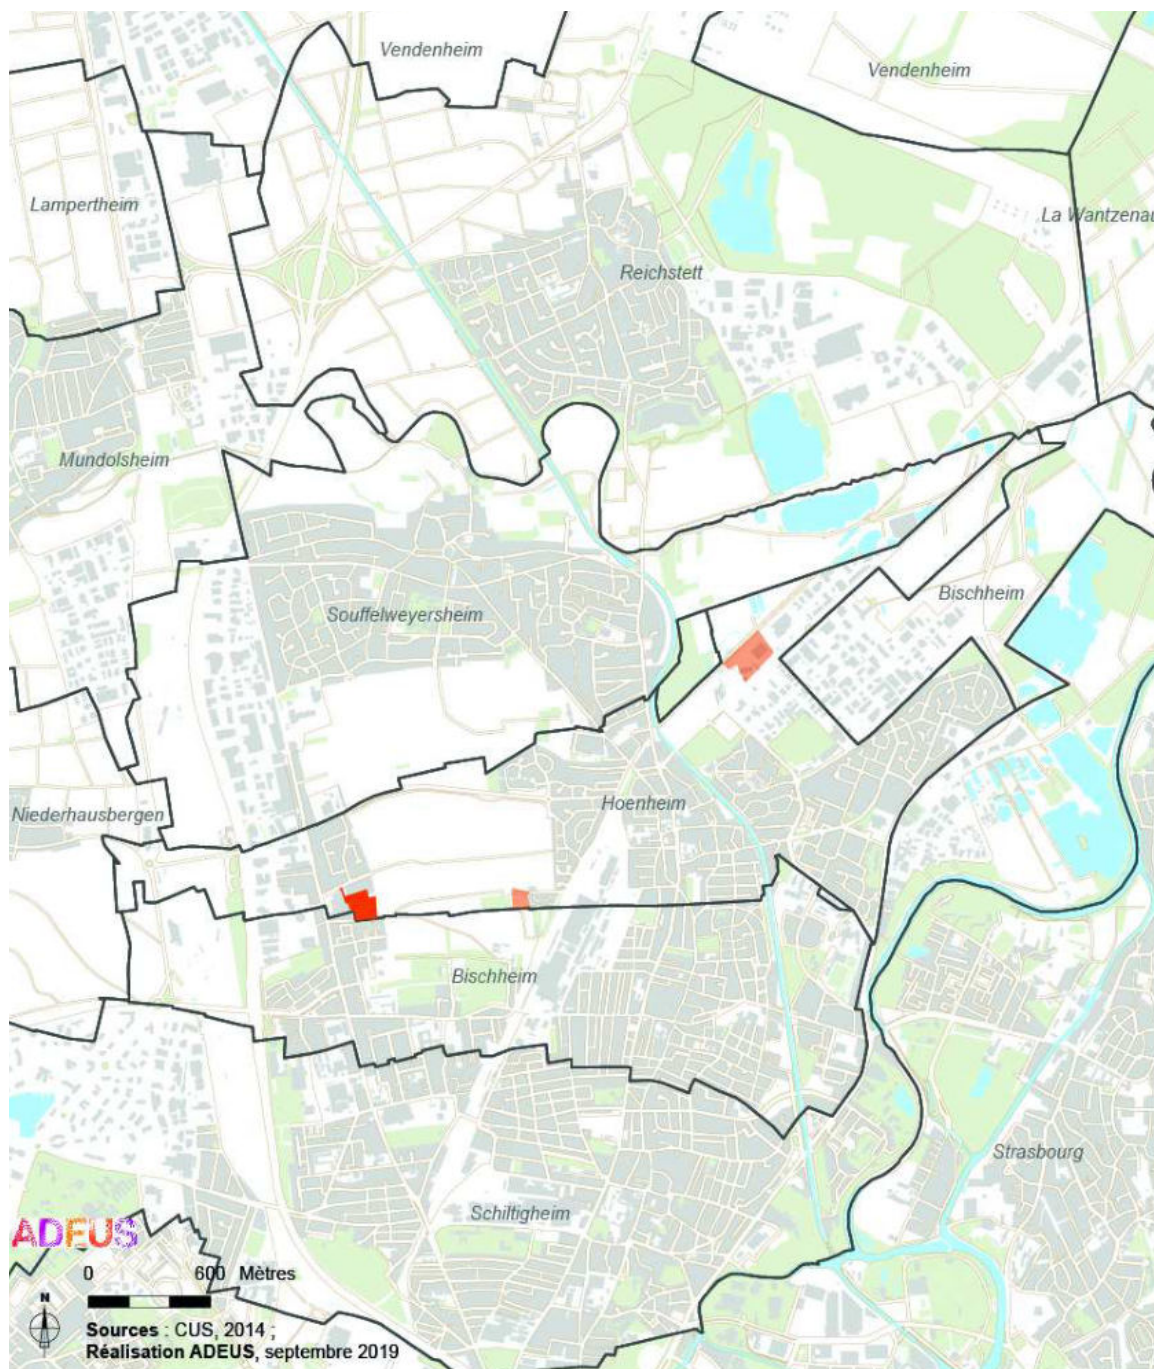 Vendenheim
Vendenheim
Lampertheim
La Wantzenau
Reichstett
Mundolsheim
Souffelweyersheim
Bischheim
Niederhausbergen
Hoenheim
Bischheim
Strasbourg
Schiltigheim
ADEUS
0 600 Mètres
N
Sources : CUS, 2014 ;
Réalisation ADEUS, septembre 2019